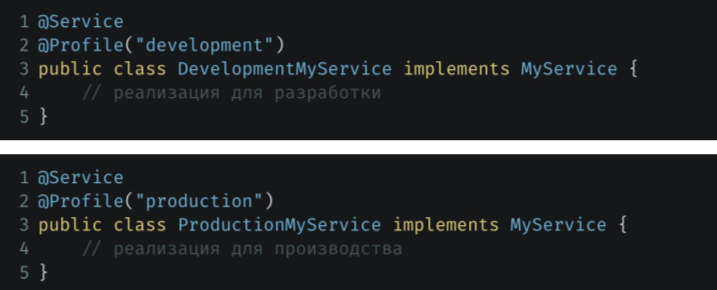 1 @Service
2 @Profile("development")
3 public class DevelopmentMyService implements MyService {
4     // реализация для разработки
5 }
1 @Service
2 @Profile("production")
3 public class ProductionMyService implements MyService {
4     // реализация для производства
5 }